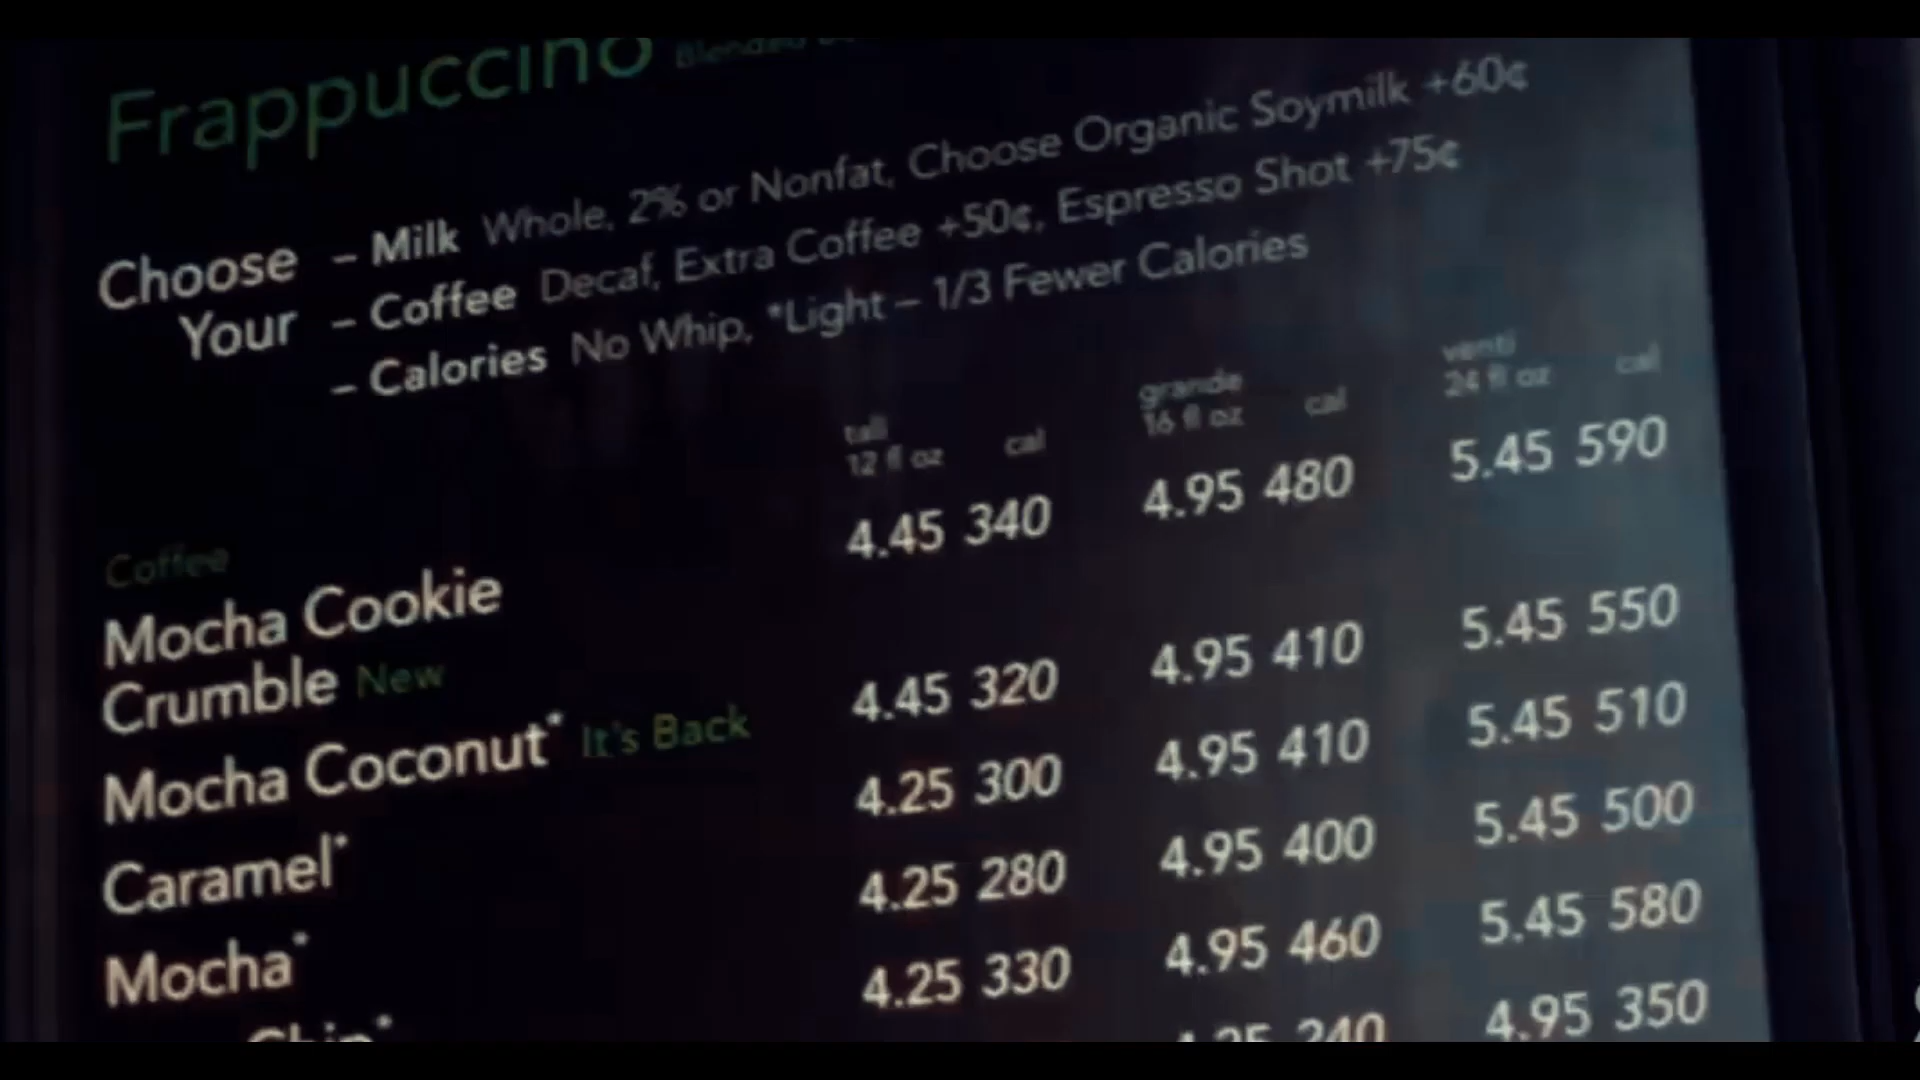 Frappuccino Blended
Choose Your
– Milk Whole, 2% or Nonfat, Choose Organic Soymilk +60¢
– Coffee Decaf, Extra Coffee +50¢, Espresso Shot +75¢
– Calories No Whip, *Light – 1/3 Fewer Calories
tall grande venti
12 fl oz cal 16 fl oz cal 24 fl oz cal
Coffee
Mocha Cookie 4.45 340 4.95 480 5.45 590
Crumble New
Mocha Coconut* It's Back 4.45 320 4.95 410 5.45 550
Caramel* 4.25 300 4.95 410 5.45 510
Mocha* 4.25 280 4.95 400 5.45 500
Chip* 4.25 330 4.95 460 5.45 580
240 4.95 350